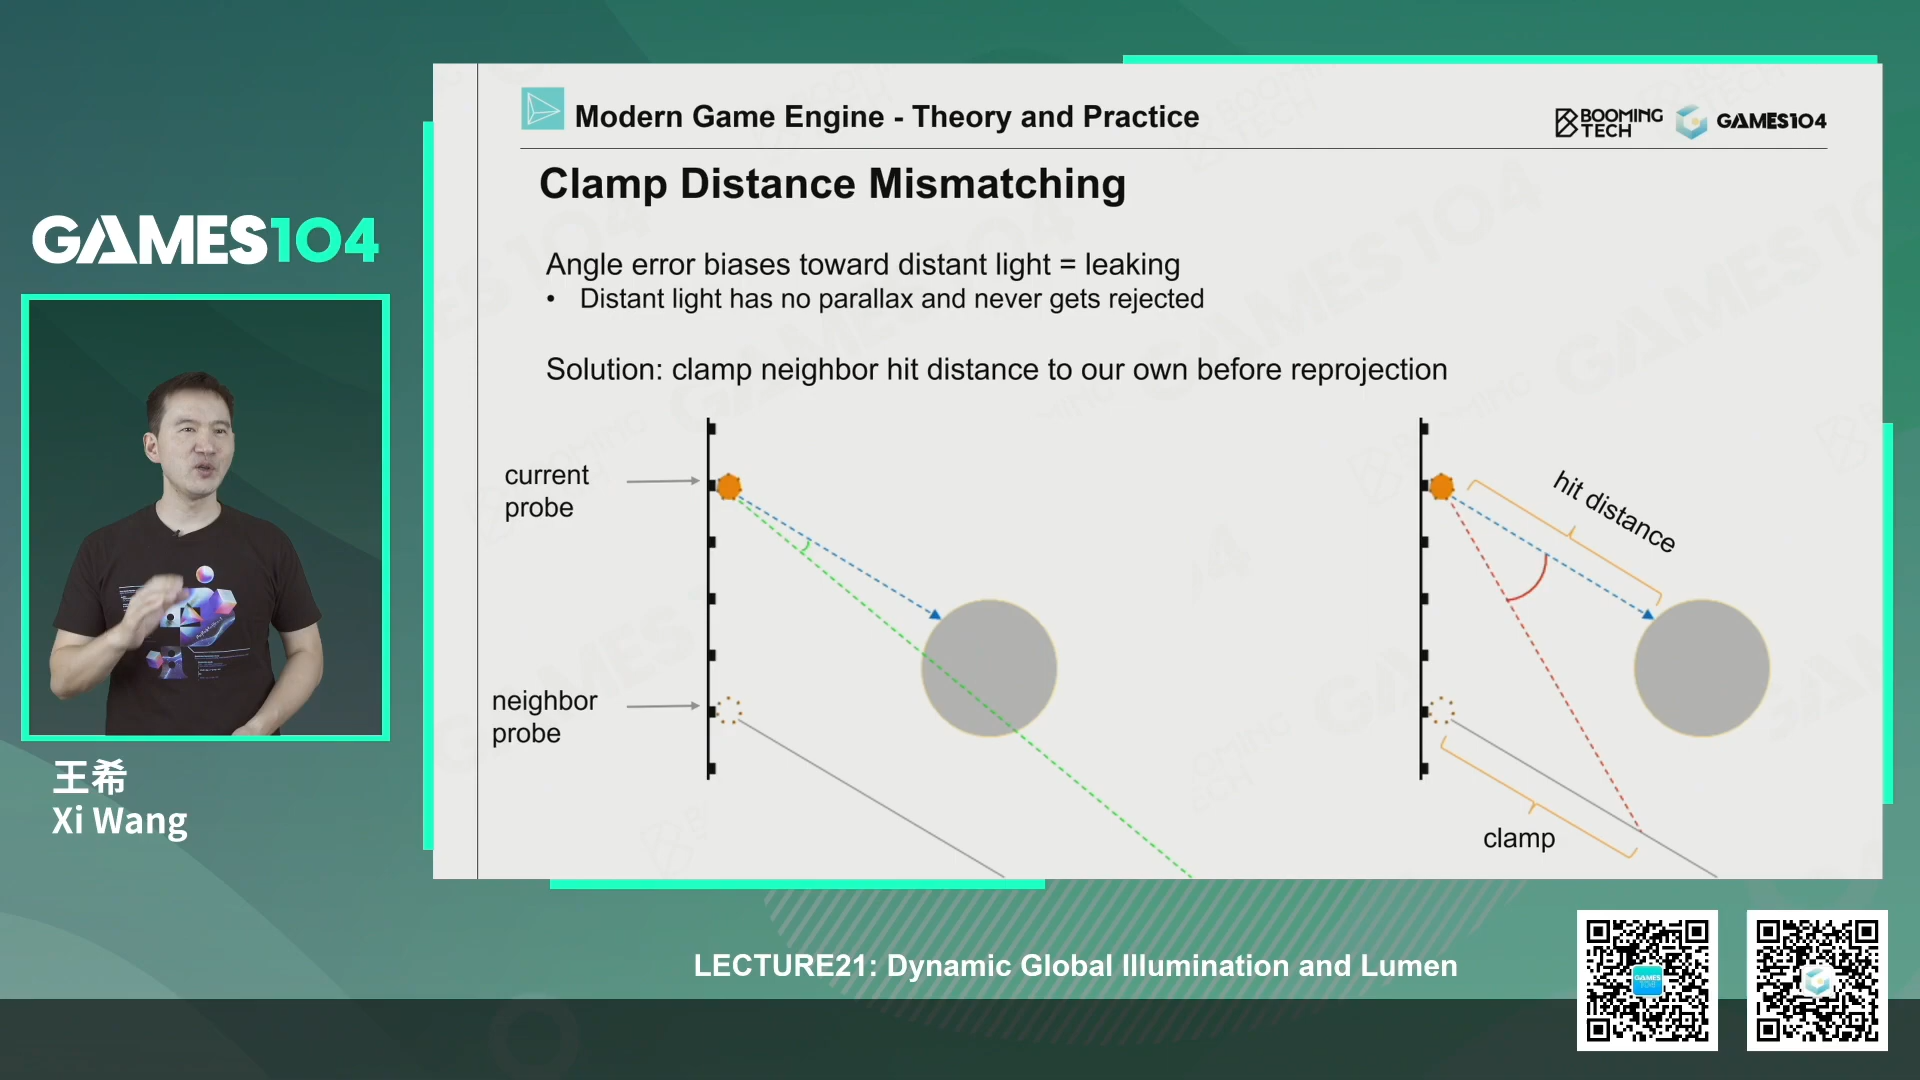 Modern Game Engine - Theory and Practice
BOOMING
TECH
GAMES104
Clamp Distance Mismatching
GAMES104
Angle error biases toward distant light = leaking
• Distant light has no parallax and never gets rejected
Solution: clamp neighbor hit distance to our own before reprojection
current
probe
hit distance
neighbor
probe
clamp
王希
Xi Wang
LECTURE21: Dynamic Global Illumination and Lumen